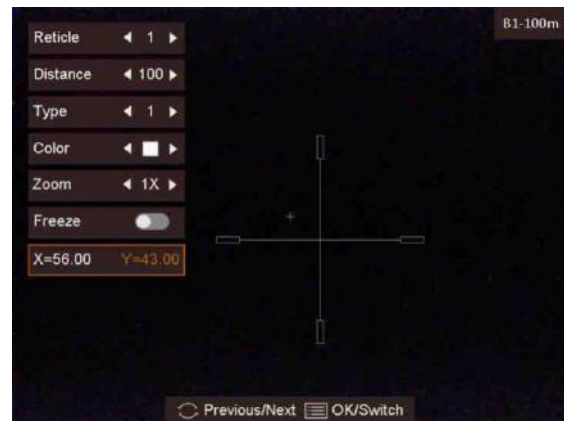 B1-100m
Reticle ◀ 1 ▶
Distance ◀ 100 ▶
Type ◀ 1 ▶
Color ◀ ▶
Zoom ◀ 1X ▶
Freeze
X=56.00 Y=43.00
Previous/Next OK/Switch